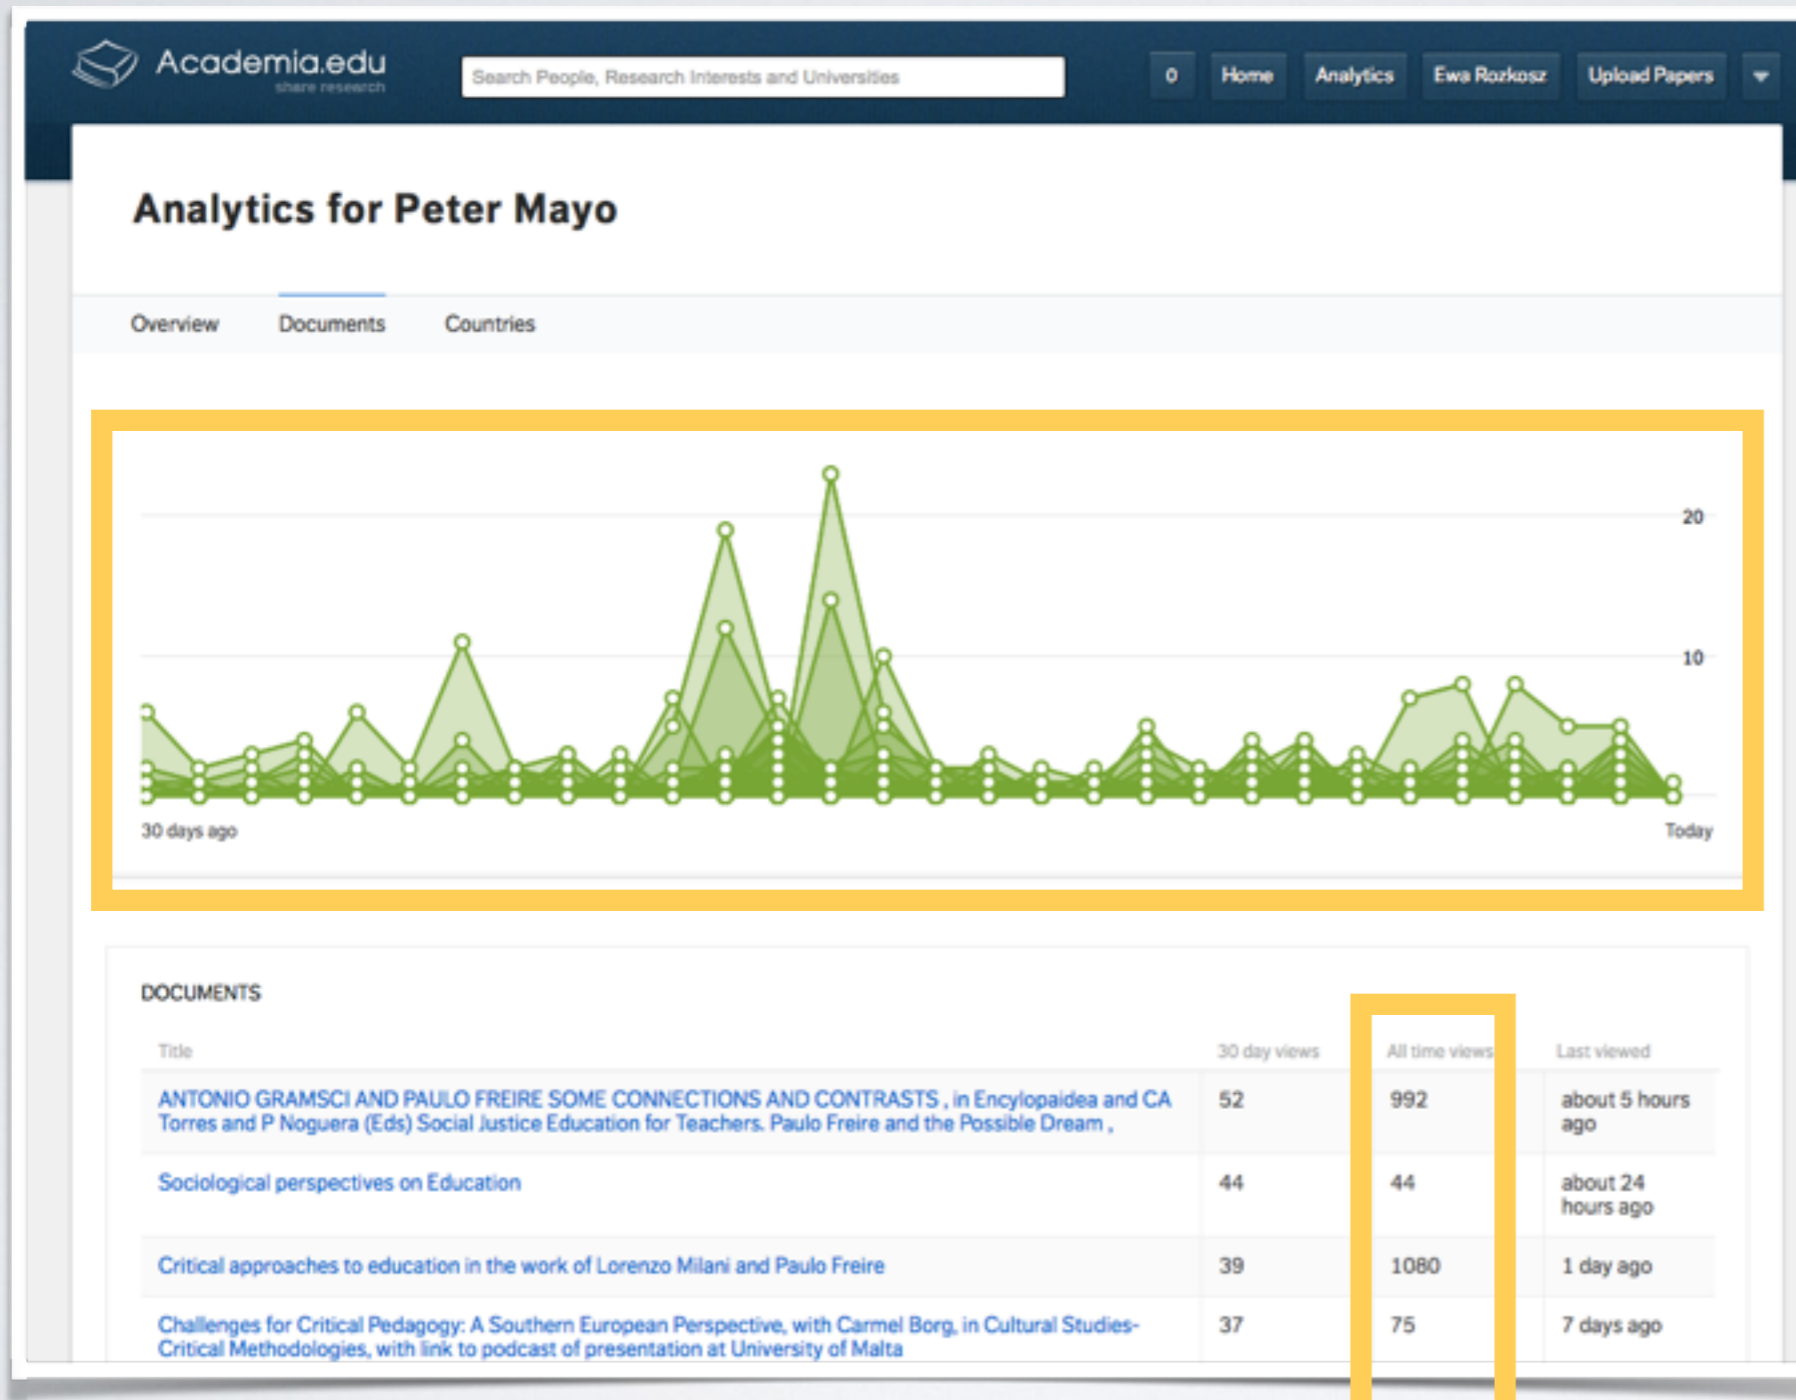 Academia.edu
share research
Search People, Research Interests and Universities
0 Home Analytics Ewa Rozkosz Upload Papers
Analytics for Peter Mayo
Overview Documents Countries
20
10
30 days ago Today
DOCUMENTS
Title 30 day views All time views Last viewed
ANTONIO GRAMSCI AND PAULO FREIRE SOME CONNECTIONS AND CONTRASTS , in Encylopaidea and CA 52 992 about 5 hours
Torres and P Noguera (Eds) Social Justice Education for Teachers. Paulo Freire and the Possible Dream , ago
Sociological perspectives on Education 44 44 about 24
hours ago
Critical approaches to education in the work of Lorenzo Milani and Paulo Freire 39 1080 1 day ago
Challenges for Critical Pedagogy: A Southern European Perspective, with Carmel Borg, in Cultural Studies- 37 75 7 days ago
Critical Methodologies, with link to podcast of presentation at University of Malta